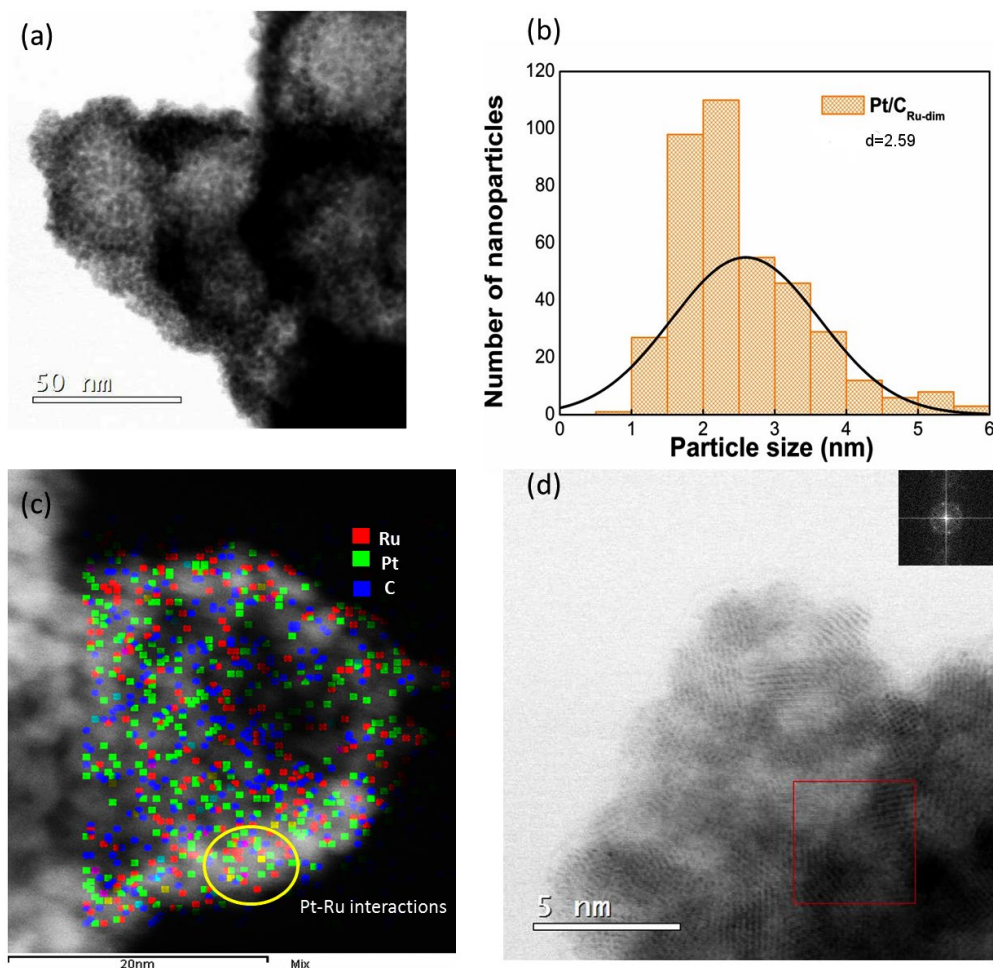 (a)
50 nm
(b)
Number of nanoparticles
120
100
80
60
40
20
0
0 1 2 3 4 5 6
Particle size (nm)
Pt/C Ru-dim
d=2.59
(c)
Ru
Pt
C
Pt-Ru interactions
20nm Mix
(d)
5 nm